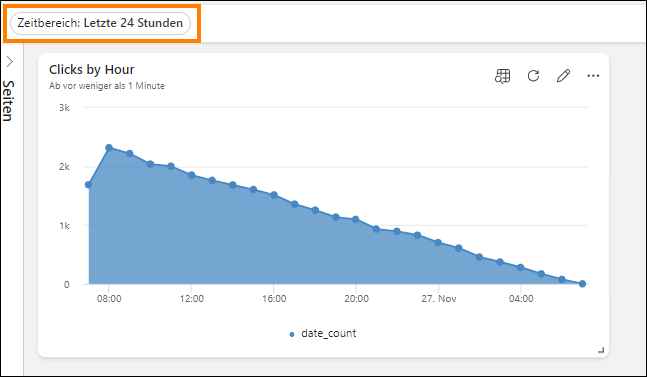 Zeitbereich: Letzte 24 Stunden
Seiten
Clicks by Hour
Ab vor weniger als 1 Minute
3k
2k
1k
0
08:00 12:00 16:00 20:00 27. Nov 04:00
date_count